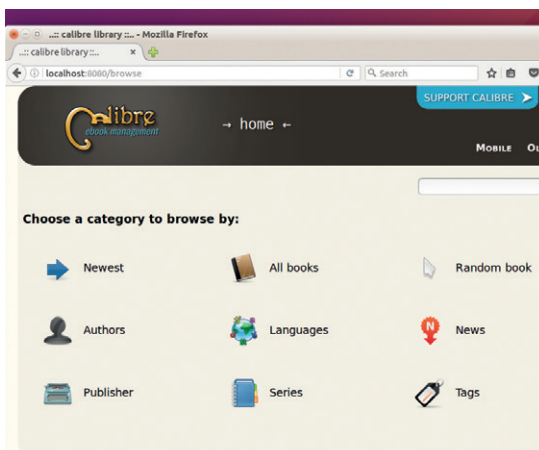 ..:: calibre library ::.. - Mozilla Firefox
..:: calibre library ::...
localhost:8080/browse
Search
SUPPORT CALIBRE
Calibre
ebook management
→ home ←
MOBILE
Choose a category to browse by:
Newest All books Random book
Authors Languages News
N
Publisher Series Tags